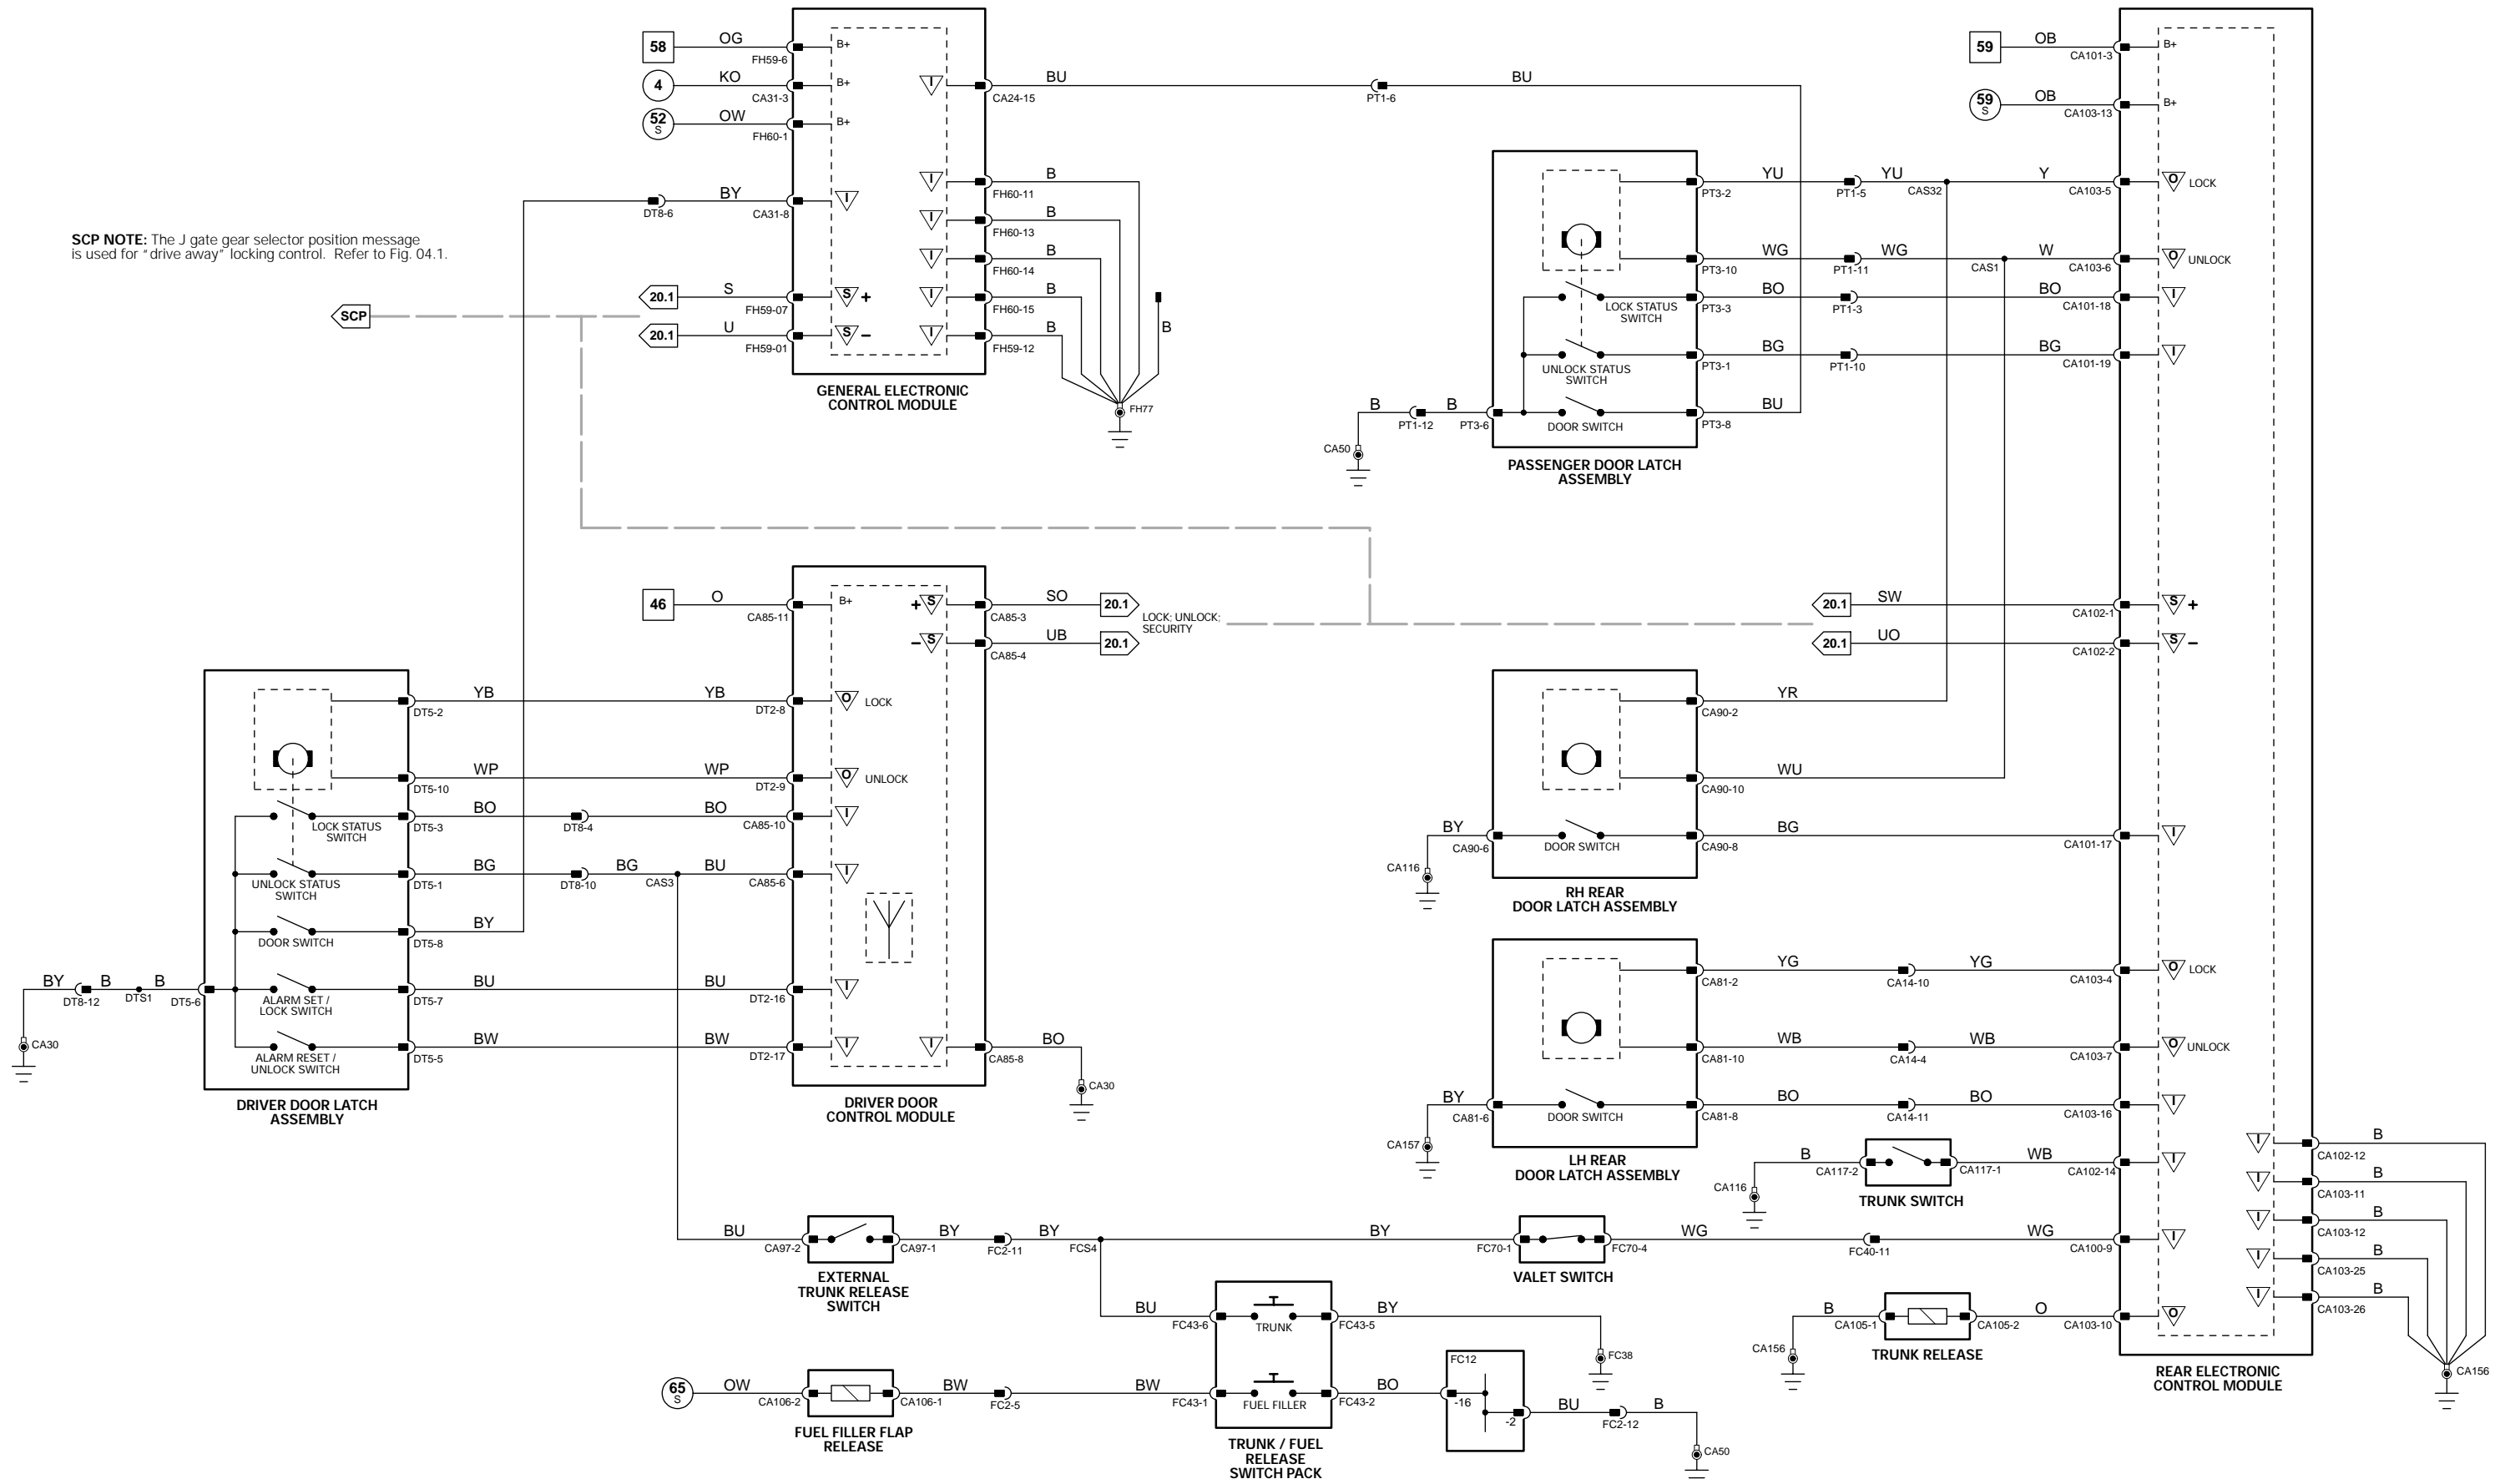 SCP NOTE: The J gate gear selector position message
is used for "drive away" locking control. Refer to Fig. 04.1.
SCP
58
OG
FH59-6
B+
4
KO
CA31-3
B+
52
S
OW
FH60-1
B+
DT8-6
BY
CA31-8
I
20.1
S
FH59-07
S +
20.1
U
FH59-01
S –
I
CA24-15
BU
PT1-6
BU
I
FH60-11
B
I
FH60-13
B
I
FH60-14
B
I
FH60-15
B
I
FH59-12
B
B
FH77
GENERAL ELECTRONIC
CONTROL MODULE
PT3-2
YU
PT1-5
YU
CAS32
Y
CA103-5
O LOCK
PT3-10
WG
PT1-11
WG
CAS1
W
CA103-6
O UNLOCK
LOCK STATUS
SWITCH
PT3-3
BO
PT1-3
BO
CA101-18
I
UNLOCK STATUS
SWITCH
PT3-1
BG
PT1-10
BG
CA101-19
I
CA50
B
PT1-12
B
PT3-6
DOOR SWITCH
PT3-8
BU
PASSENGER DOOR LATCH
ASSEMBLY
59
OB
CA101-3
B+
59
S
OB
CA103-13
B+
46
O
CA85-11
B+
+ S
CA85-3
SO
20.1
– S
CA85-4
UB
20.1
LOCK; UNLOCK;
SECURITY
20.1
SW
CA102-1
S +
20.1
UO
CA102-2
S –
DT5-2
YB
YB
DT2-8
O LOCK
DT5-10
WP
WP
DT2-9
O UNLOCK
LOCK STATUS
SWITCH
DT5-3
BO
DT8-4
BO
CA85-10
I
UNLOCK STATUS
SWITCH
DT5-1
BG
DT8-10
BG
CAS3
BU
CA85-6
I
DOOR SWITCH
DT5-8
BY
CA30
BY
DT8-12
B
DTS1
B
DT5-6
ALARM SET /
LOCK SWITCH
DT5-7
BU
BU
DT2-16
I
ALARM RESET /
UNLOCK SWITCH
DT5-5
BW
BW
DT2-17
I
I
CA85-8
BO
CA30
DRIVER DOOR LATCH
ASSEMBLY
DRIVER DOOR
CONTROL MODULE
CA90-2
YR
CA90-10
WU
CA116
BY
CA90-6
DOOR SWITCH
CA90-8
BG
CA101-17
I
RH REAR
DOOR LATCH ASSEMBLY
CA81-2
YG
CA14-10
YG
CA103-4
O LOCK
CA81-10
WB
CA14-4
WB
CA103-7
O UNLOCK
CA157
BY
CA81-6
DOOR SWITCH
CA81-8
BO
CA14-11
BO
CA103-16
I
LH REAR
DOOR LATCH ASSEMBLY
CA116
B
CA117-2
CA117-1
WB
CA102-14
I
TRUNK SWITCH
BU
CA97-2
CA97-1
BY
FC2-11
BY
FCS4
BY
FC70-1
FC70-4
WG
FC40-11
WG
CA100-9
I
EXTERNAL
TRUNK RELEASE
SWITCH
VALET SWITCH
BU
FC43-6
TRUNK
FC43-5
BY
FC38
CA156
B
CA105-1
CA105-2
O
CA103-10
O
TRUNK RELEASE
65
S
OW
CA106-2
CA106-1
BW
FC2-5
BW
FC43-1
FUEL FILLER
FC43-2
BO
FC12
-16
-2
BU
FC2-12
B
CA50
FUEL FILLER FLAP
RELEASE
TRUNK / FUEL
RELEASE
SWITCH PACK
I
CA102-12
B
I
CA103-11
B
I
CA103-12
B
I
CA103-25
B
I
CA103-26
B
CA156
REAR ELECTRONIC
CONTROL MODULE